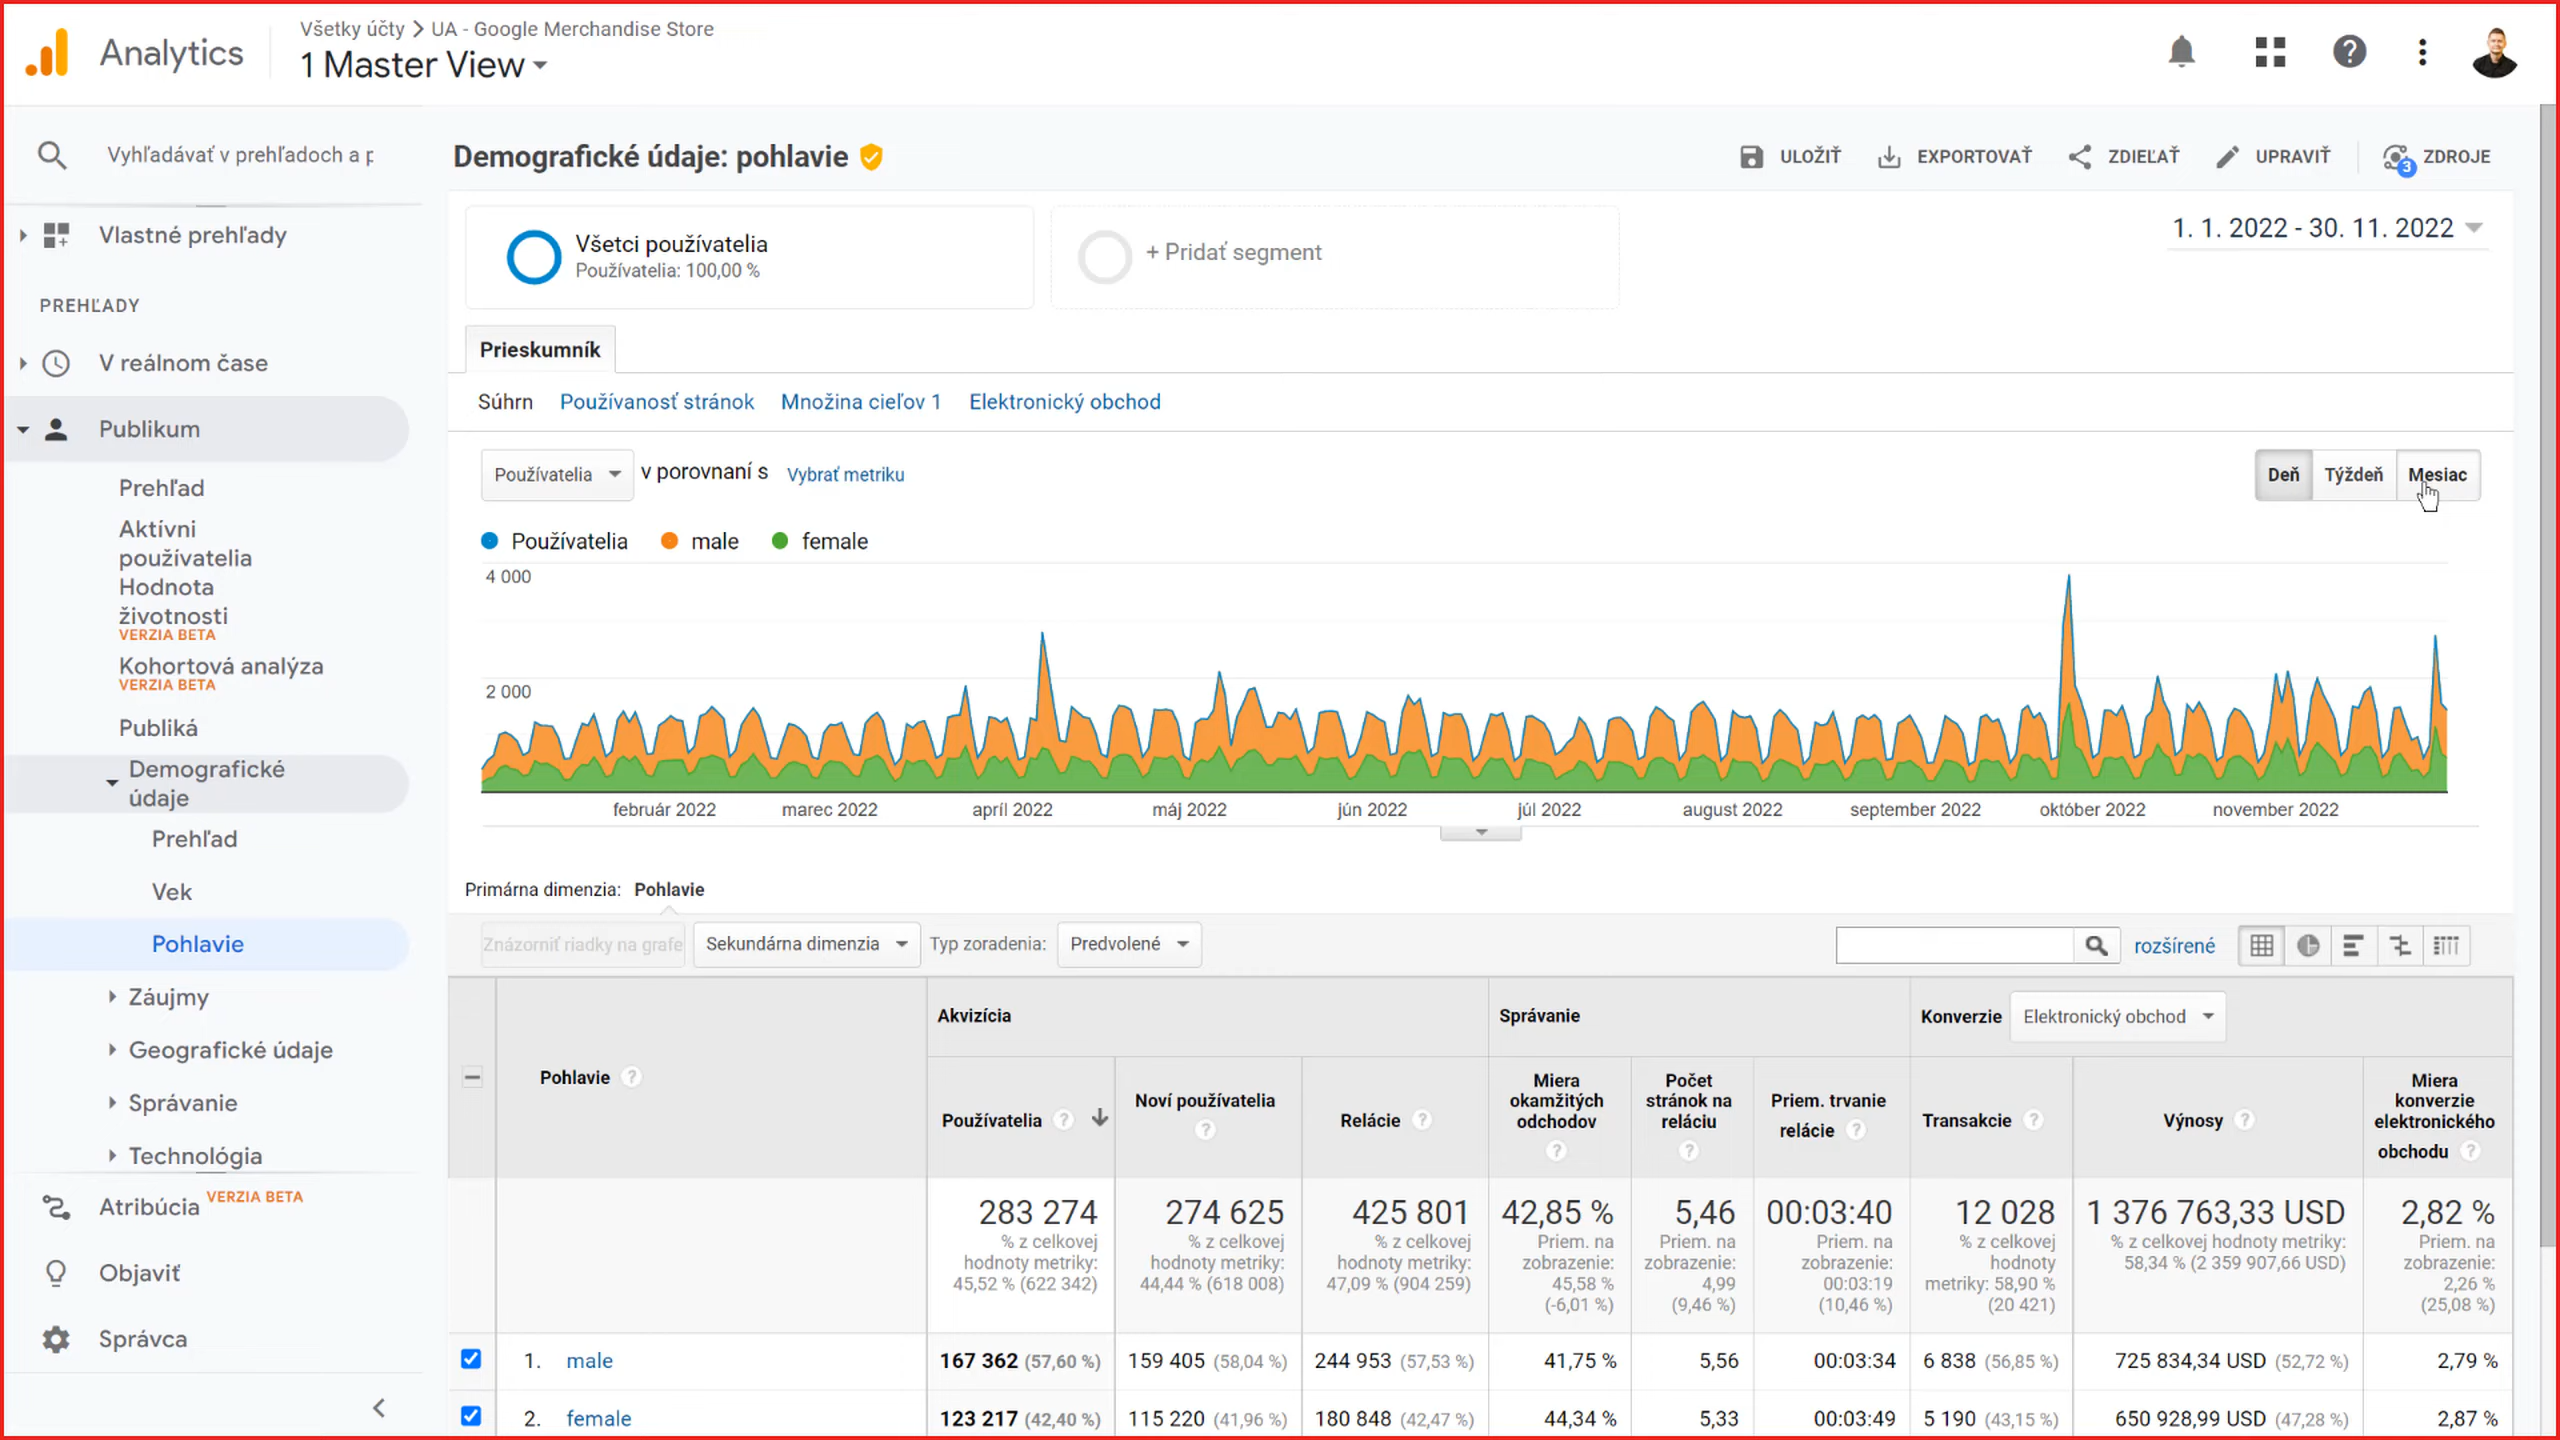 Analytics
Všetky účty > UA - Google Merchandise Store
1 Master View
Vyhľadávať v prehľadoch a p
Vlastné prehľady
PREHĽADY
V reálnom čase
Publikum
Prehľad
Aktívni
používatelia
Hodnota
životnosti
VERZIA BETA
Kohortová analýza
VERZIA BETA
Publiká
Demografické
údaje
Prehľad
Vek
Pohlavie
Záujmy
Geografické údaje
Správanie
Technológia
Atribúcia VERZIA BETA
Objaviť
Správca
Demografické údaje: pohlavie
ULOŽIŤ EXPORTOVAŤ ZDIEĽAŤ UPRAVIŤ 3 ZDROJE
Všetci používatelia
Používatelia: 100,00 %
+ Pridať segment
1. 1. 2022 - 30. 11. 2022
Prieskumník
Súhrn Používanosť stránok Množina cieľov 1 Elektronický obchod
Používatelia v porovnaní s Vybrať metriku
Deň Týždeň Mesiac
Používatelia male female
4 000
2 000
február 2022 marec 2022 apríl 2022 máj 2022 jún 2022 júl 2022 august 2022 september 2022 október 2022 november 2022
Primárna dimenzia: Pohlavie
Znázorniť riadky na grafe Sekundárna dimenzia Typ zoradenia: Predvolené rozšírené
Pohlavie ?
Akvizícia
Správanie
Konverzie Elektronický obchod
Používatelia ?
Noví používatelia
?
Relácie ?
Miera
okamžitých
odchodov
?
Počet
stránok na
reláciu
?
Priem. trvanie
relácie ?
Transakcie ?
Výnosy ?
Miera
konverzie
elektronického
obchodu ?
283 274
% z celkovej
hodnoty metriky:
45,52 % (622 342)
274 625
% z celkovej
hodnoty metriky:
44,44 % (618 008)
425 801
% z celkovej
hodnoty metriky:
47,09 % (904 259)
42,85 %
Priem. na
zobrazenie:
45,58 %
(-6,01 %)
5,46
Priem. na
zobrazenie:
4,99
(9,46 %)
00:03:40
Priem. na
zobrazenie:
00:03:19
(10,46 %)
12 028
% z celkovej
hodnoty
metriky: 58,90 %
(20 421)
1 376 763,33 USD
% z celkovej hodnoty metriky:
58,34 % (2 359 907,66 USD)
2,82 %
Priem. na
zobrazenie:
2,26 %
(25,08 %)
1. male 167 362 (57,60 %) 159 405 (58,04 %) 244 953 (57,53 %) 41,75 % 5,56 00:03:34 6 838 (56,85 %) 725 834,34 USD (52,72 %) 2,79 %
2. female 123 217 (42,40 %) 115 220 (41,96 %) 180 848 (42,47 %) 44,34 % 5,33 00:03:49 5 190 (43,15 %) 650 928,99 USD (47,28 %) 2,87 %